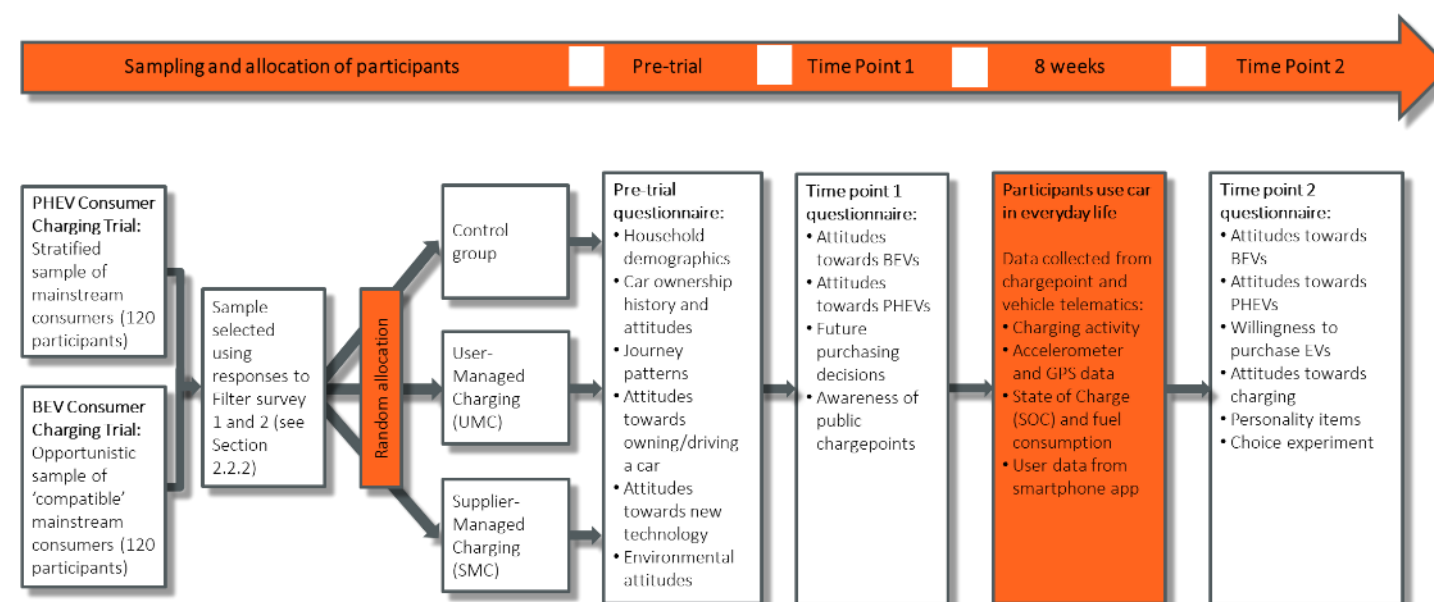 Sampling and allocation of participants
Pre-trial
Time Point 1
8 weeks
Time Point 2
PHEV Consumer
Charging Trial:
Stratified
sample of
mainstream
consumers (120
participants)
BEV Consumer
Charging Trial:
Opportunistic
sample of
'compatible'
mainstream
consumers (120
participants)
Sample
selected
using
responses to
Filter survey
1 and 2 (see
Section
2.2.2)
Random allocation
Control
group
User-
Managed
Charging
(UMC)
Supplier-
Managed
Charging
(SMC)
Pre-trial
questionnaire:
• Household
demographics
• Car ownership
history and
attitudes
• Journey
patterns
• Attitudes
towards
owning/driving
a car
• Attitudes
towards new
technology
• Environmental
attitudes
Time point 1
questionnaire:
• Attitudes
towards BEVs
• Attitudes
towards PHEVs
• Future
purchasing
decisions
• Awareness of
public
chargepoints
Participants use car
in everyday life
Data collected from
chargepoint and
vehicle telematics:
• Charging activity
• Accelerometer
and GPS data
• State of Charge
(SOC) and fuel
consumption
• User data from
smartphone app
Time point 2
questionnaire:
• Attitudes towards
BEVs
• Attitudes towards
PHEVs
• Willingness to
purchase EVs
• Attitudes towards
charging
• Personality items
• Choice experiment